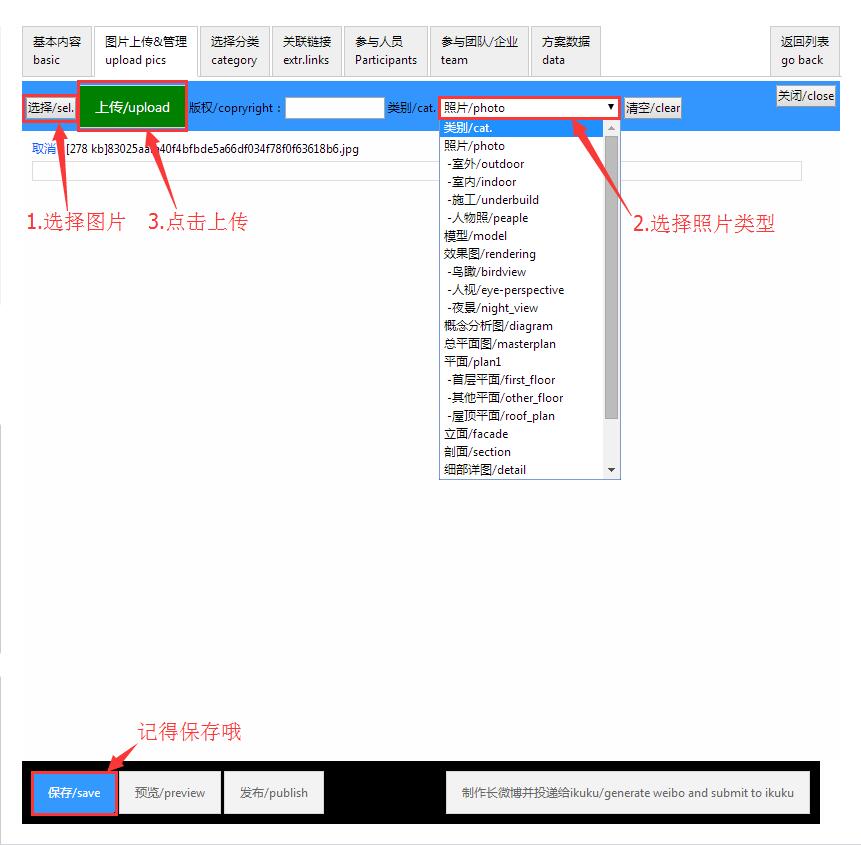 基本内容 图片上传&管理 选择分类 关联链接 参与人员 参与团队/企业 方案数据 返回列表
basic upload pics category extr.links Participants team data go back
选择/sel. 上传/upload 版权/copryright： 类别/cat. 照片/photo 清空/clear 关闭/close
类别/cat.
取消 kb]83025aa 40f4bfbde5a66df034f78f0f63618b6.jpg
照片/photo
-室外/outdoor
-室内/indoor
-施工/underbuild
-人物照/peaple
1.选择图片 3.点击上传 2.选择照片类型
模型/model
效果图/rendering
-鸟瞰/birdview
-人视/eye-perspective
-夜景/night_view
概念分析图/diagram
总平面图/masterplan
平面/plan1
-首层平面/first_floor
-其他平面/other_floor
-屋顶平面/roof_plan
立面/facade
剖面/section
细部详图/detail
记得保存哦
保存/save 预览/preview 发布/publish 制作长微博并投递给ikuku/generate weibo and submit to ikuku